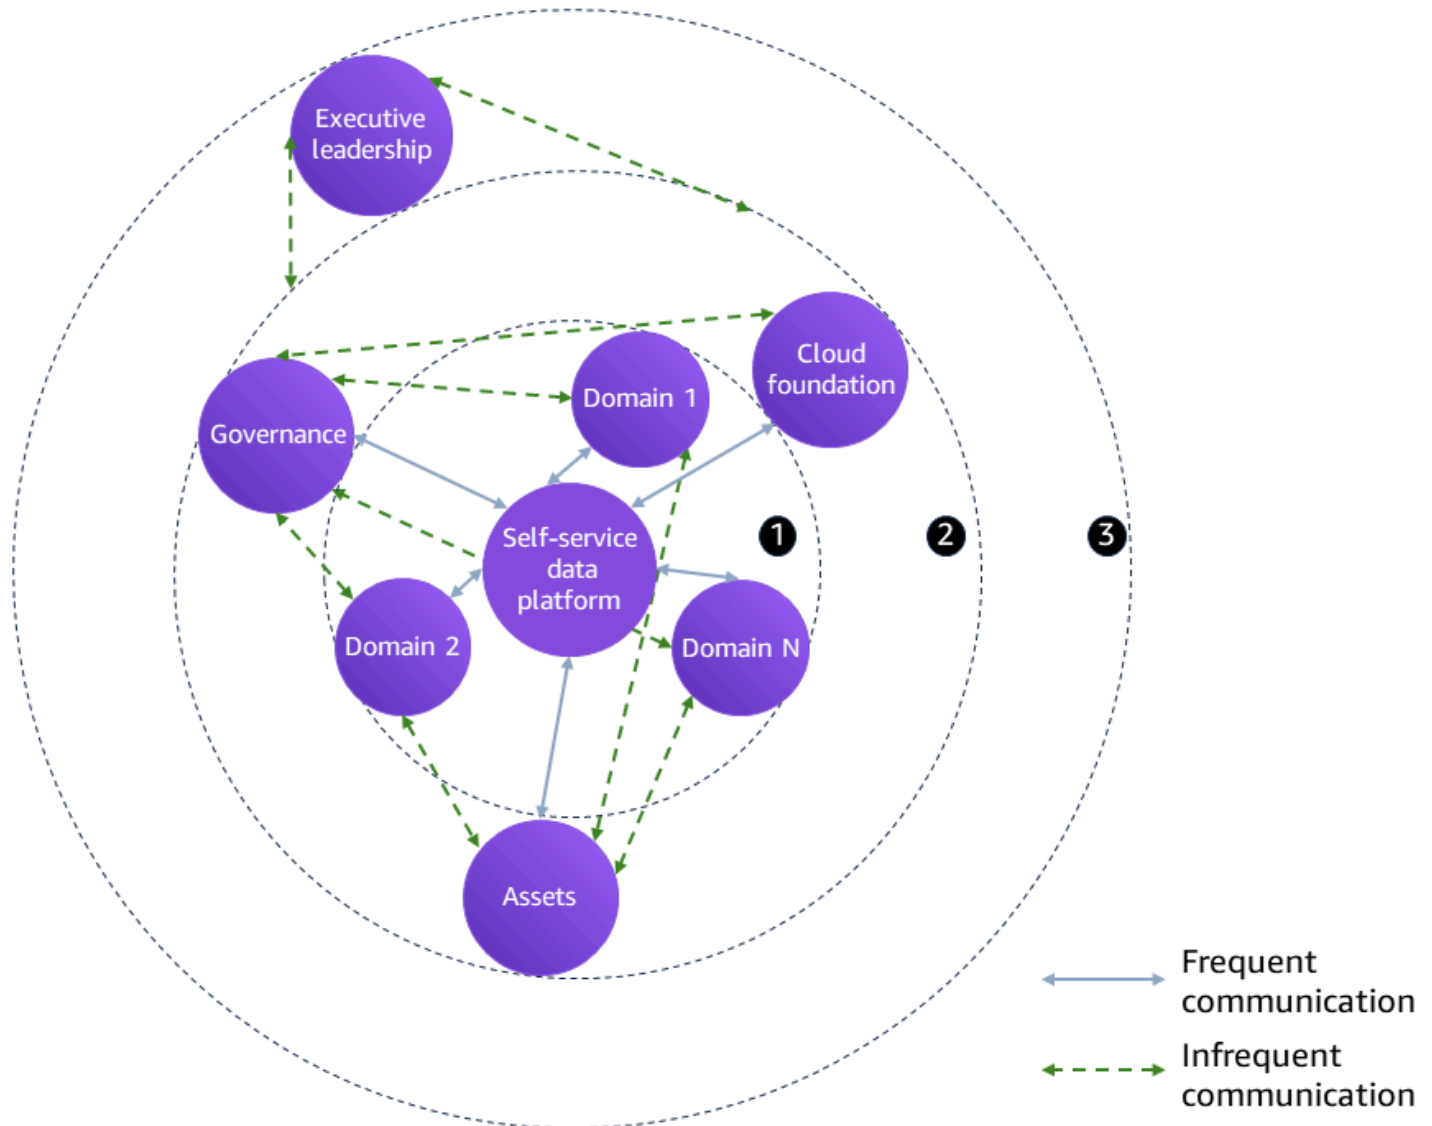 Executive
leadership
Cloud
foundation
Domain 1
Governance
Self-service
data
platform
1
2
3
Domain 2
Domain N
Assets
Frequent
communication
Infrequent
communication